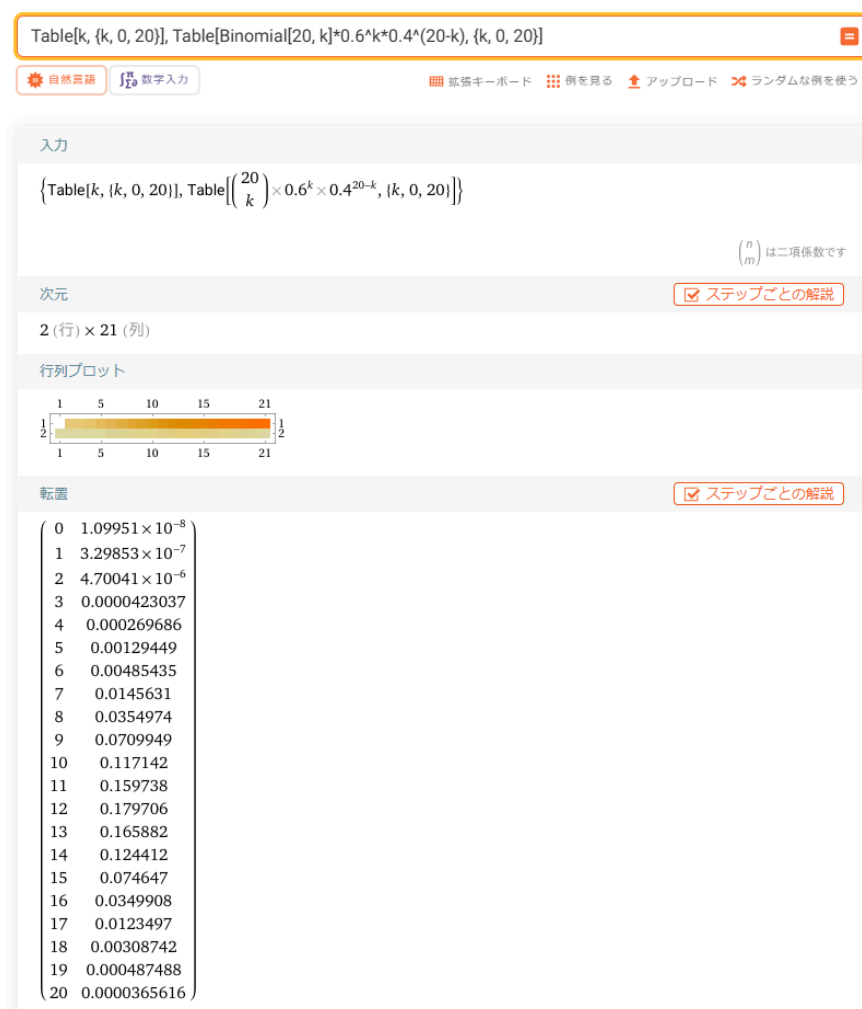 Table[k, {k, 0, 20}], Table[Binomial[20, k]*0.6^k*0.4^(20-k), {k, 0, 20}]
自然言語 数学入力 拡張キーボード 例を見る アップロード ランダムな例を使う
入力
{Table[k, {k, 0, 20}], Table[(20 k)×0.6^k×0.4^(20–k), {k, 0, 20}]}
(n m) は二項係数です
次元 ステップごとの解説
2 (行) × 21 (列)
行列プロット
1 5 10 15 21
1 1
2 2
1 5 10 15 21
転置 ステップごとの解説
0 1.09951×10⁻⁸
1 3.29853×10⁻⁷
2 4.70041×10⁻⁶
3 0.0000423037
4 0.000269686
5 0.00129449
6 0.00485435
7 0.0145631
8 0.0354974
9 0.0709949
10 0.117142
11 0.159738
12 0.179706
13 0.165882
14 0.124412
15 0.074647
16 0.0349908
17 0.0123497
18 0.00308742
19 0.000487488
20 0.0000365616